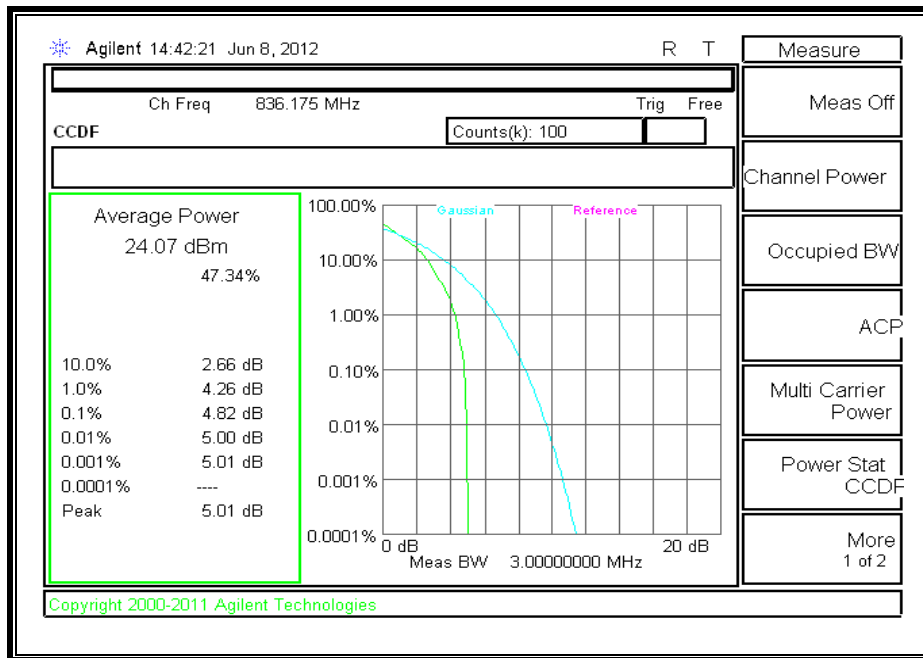 Agilent 14:42:21 Jun 8, 2012
R T
Ch Freq 836.175 MHz
Trig Free
CCDF
Counts(k): 100
Average Power
24.07 dBm
47.34%
10.0% 2.66 dB
1.0% 4.26 dB
0.1% 4.82 dB
0.01% 5.00 dB
0.001% 5.01 dB
0.0001% ----
Peak 5.01 dB
Gaussian Reference
100.00%
10.00%
1.00%
0.10%
0.01%
0.001%
0.0001%
0 dB 20 dB
Meas BW 3.00000000 MHz
Copyright 2000-2011 Agilent Technologies
Measure
Meas Off
Channel Power
Occupied BW
ACP
Multi Carrier
Power
Power Stat
CCDF
More
1 of 2